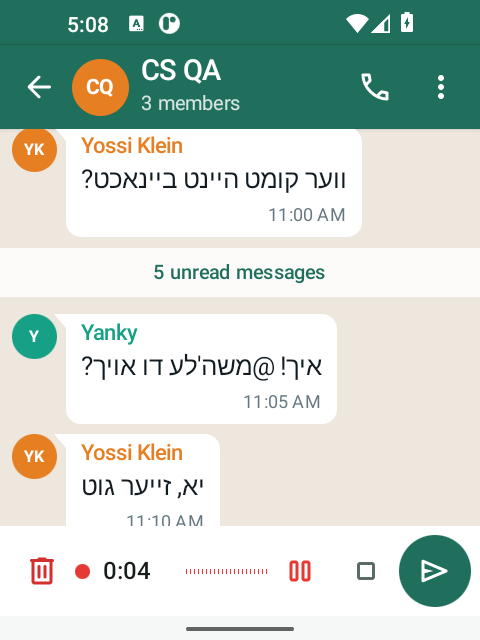 5:08
A
CQ
CS QA
3 members
YK
Yossi Klein
ווער קומט היינט ביינאכט?
11:00 AM
5 unread messages
Y
Yanky
איך! @משה'לע דו אויך?
11:05 AM
YK
Yossi Klein
יא, זייער גוט
11:10 AM
0:04